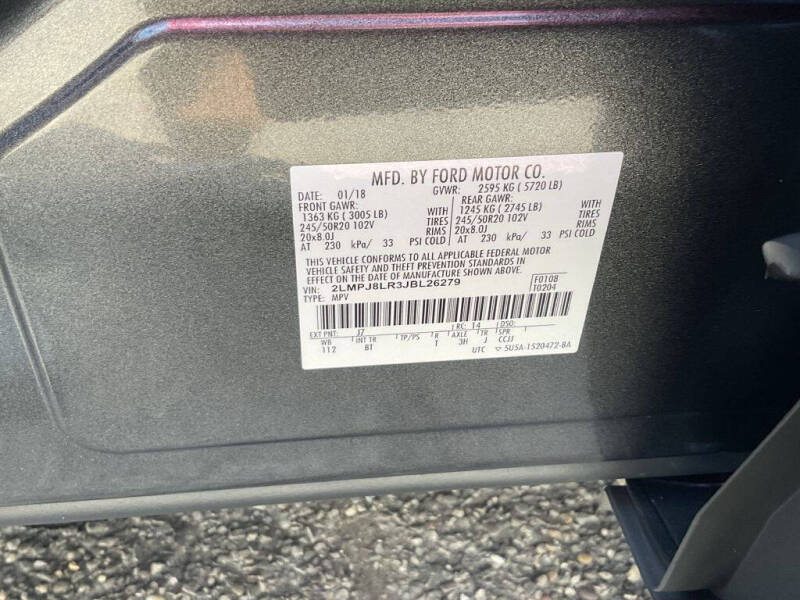 MFD. BY FORD MOTOR CO.
DATE: 01/18 GVWR: 2595 KG ( 5720 LB)
FRONT GAWR: REAR GAWR:
1363 KG ( 3005 LB) WITH 1245 KG ( 2745 LB) WITH
245/50R20 102V TIRES 245/50R20 102V TIRES
20x8.0J RIMS 20x8.0J RIMS
AT 230 kPa/ 33 PSI COLD AT 230 kPa/ 33 PSI COLD
THIS VEHICLE CONFORMS TO ALL APPLICABLE FEDERAL MOTOR
VEHICLE SAFETY AND THEFT PREVENTION STANDARDS IN
EFFECT ON THE DATE OF MANUFACTURE SHOWN ABOVE.
VIN: 2LMPJ8LR3JBL26279 F0108
TYPE: MPV T0204
EXT PNT: J7 RC: 14 DSO:
WB INT TR TP/PS R AXLE TR SPR
112 BT T 3H J CCJJ
UTC ▽ 5U5A-1520472-BA